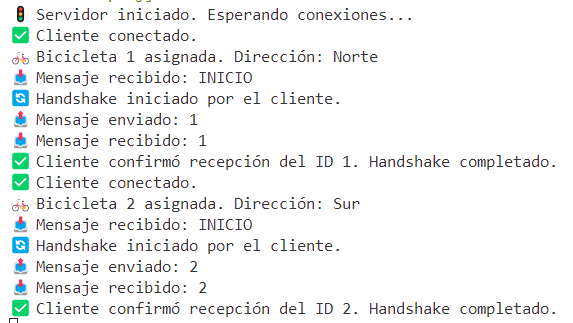 🚦 Servidor iniciado. Esperando conexiones...
✅ Cliente conectado.
🚲 Bicicleta 1 asignada. Dirección: Norte
📥 Mensaje recibido: INICIO
🔄 Handshake iniciado por el cliente.
📤 Mensaje enviado: 1
📥 Mensaje recibido: 1
✅ Cliente confirmó recepción del ID 1. Handshake completado.
✅ Cliente conectado.
🚲 Bicicleta 2 asignada. Dirección: Sur
📥 Mensaje recibido: INICIO
🔄 Handshake iniciado por el cliente.
📤 Mensaje enviado: 2
📥 Mensaje recibido: 2
✅ Cliente confirmó recepción del ID 2. Handshake completado.